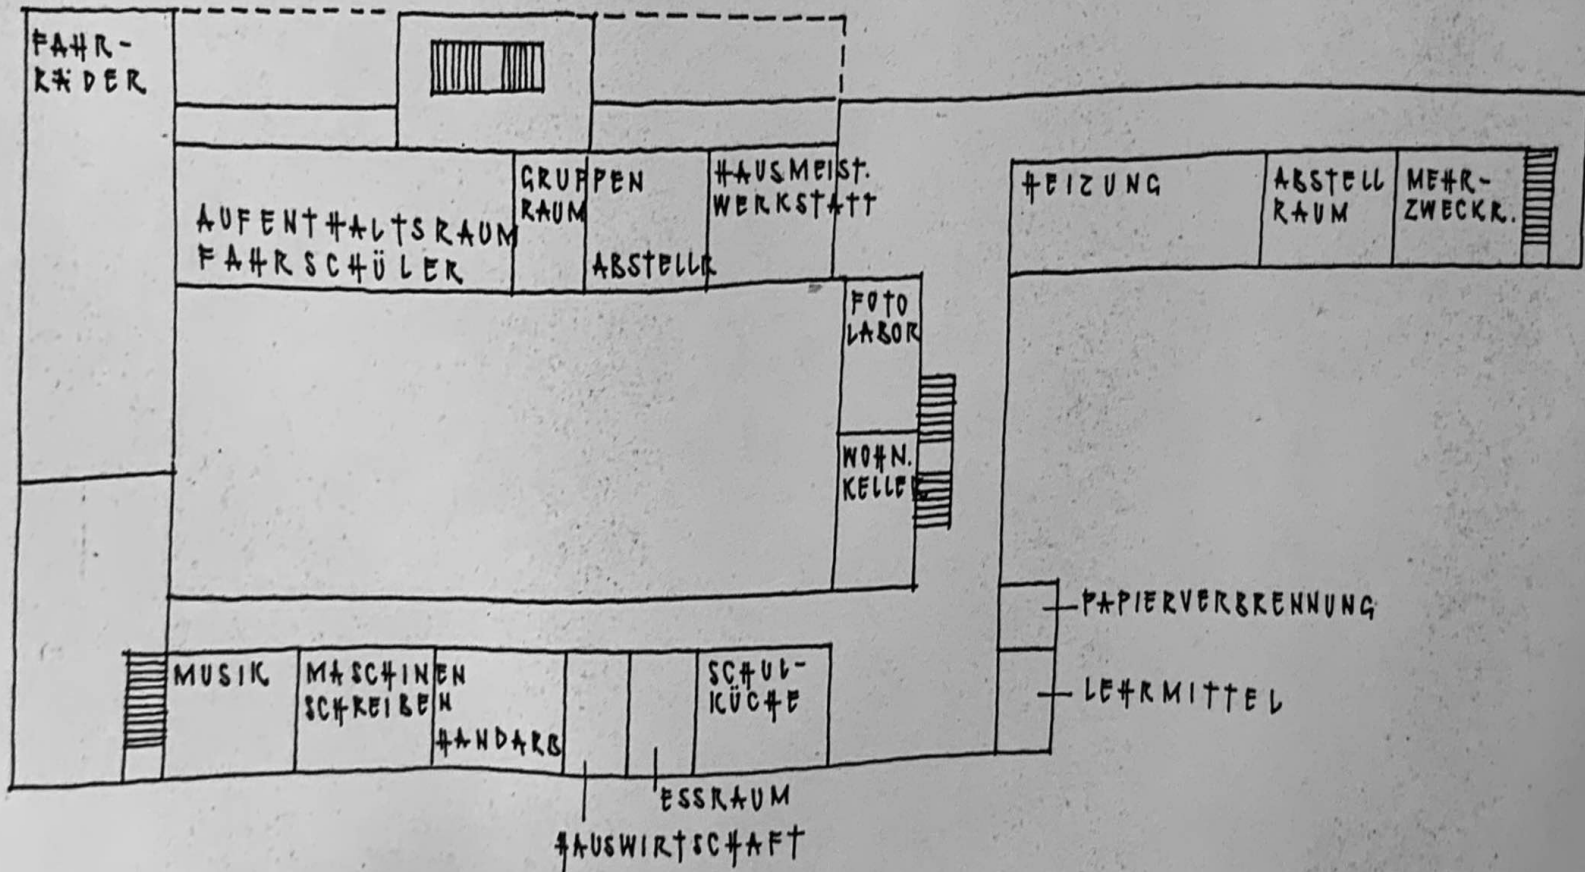 FAHR-
RÄDER
AUFENTHALTSRAUM
FAHRSCHÜLER
GRUPPEN
RAUM
ABSTELLR
HAUSMEIST.
WERKSTATT
HEIZUNG
ABSTELL
RAUM
MEHR-
ZWECKR.
FOTO
LABOR
WOHN.
KELLER
PAPIERVERBRENNUNG
LEHRMITTEL
MUSIK
MASCHINEN
SCHREIBEN
HANDARB
SCHUL-
KÜCHE
ESSRAUM
HAUSWIRTSCHAFT